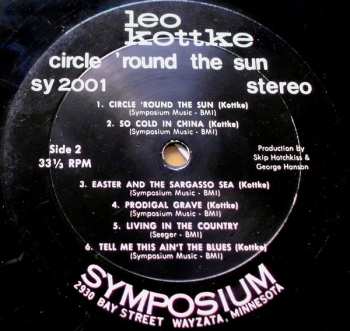 leo
kottke
circle 'round the sun
sy 2001 stereo
1. CIRCLE 'ROUND THE SUN (Kottke)
(Symposium Music - BMI)
2. SO COLD IN CHINA (Kottke)
(Symposium Music - BMI)
Side 2
33⅓ RPM
Production by
Skip Hotchkiss &
George Hanson
3. EASTER AND THE SARGASSO SEA (Kottke)
(Symposium Music - BMI)
4. PRODIGAL GRAVE (Kottke)
(Symposium Music - BMI)
5. LIVING IN THE COUNTRY
(Seeger - BMI)
6. TELL ME THIS AIN'T THE BLUES (Kottke)
(Symposium Music - BMI)
SYMPOSIUM
2930 BAY STREET WAYZATA, MINNESOTA